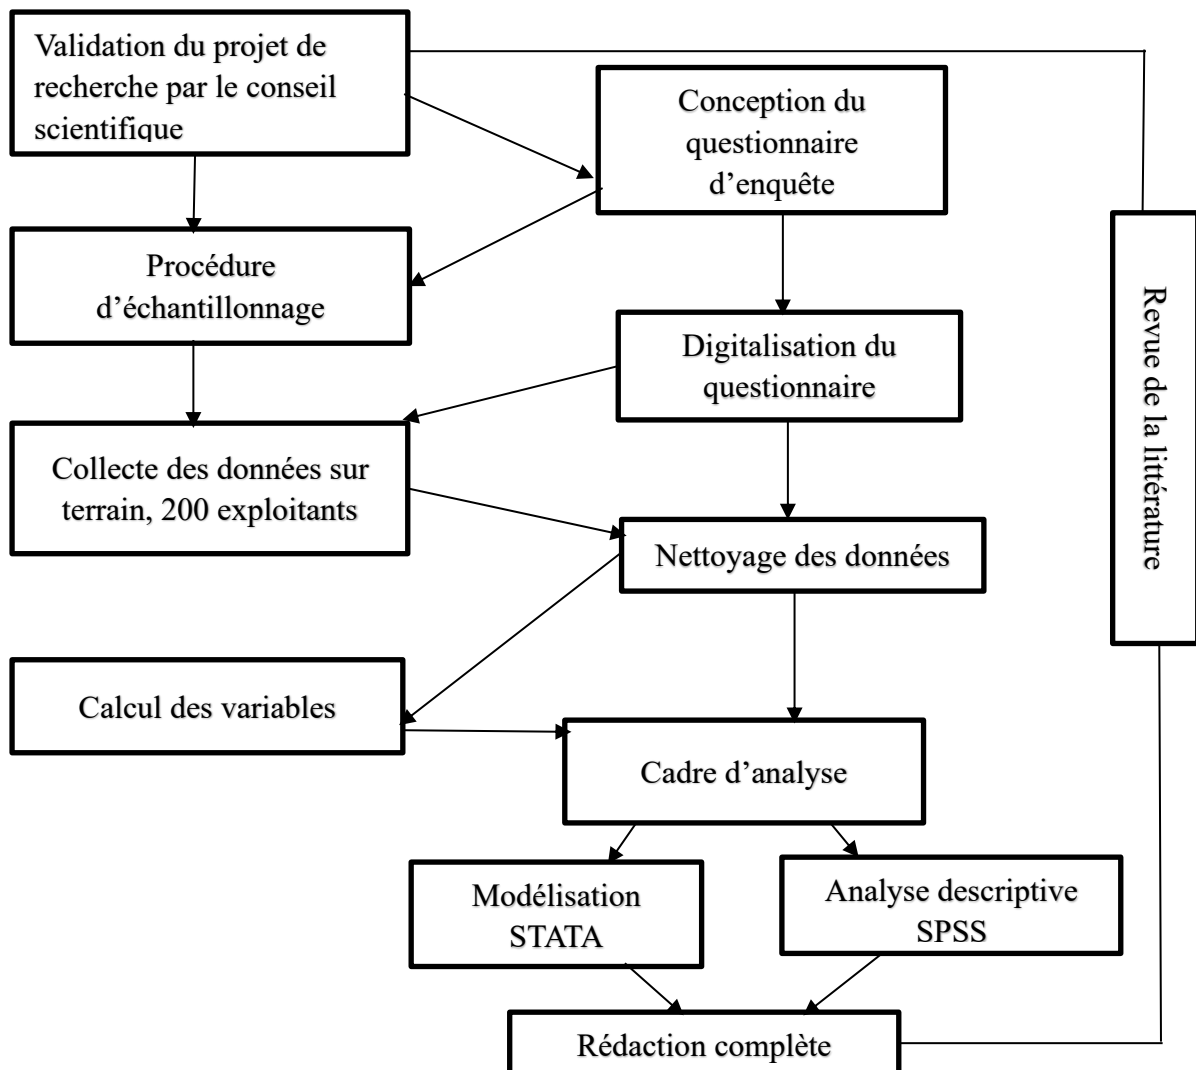 Validation du projet de
recherche par le conseil
scientifique
Conception du
questionnaire
d’enquête
Procédure
d’échantillonnage
Digitalisation du
questionnaire
Revue de la littérature
Collecte des données sur
terrain, 200 exploitants
Nettoyage des données
Calcul des variables
Cadre d’analyse
Modélisation
STATA
Analyse descriptive
SPSS
Rédaction complète